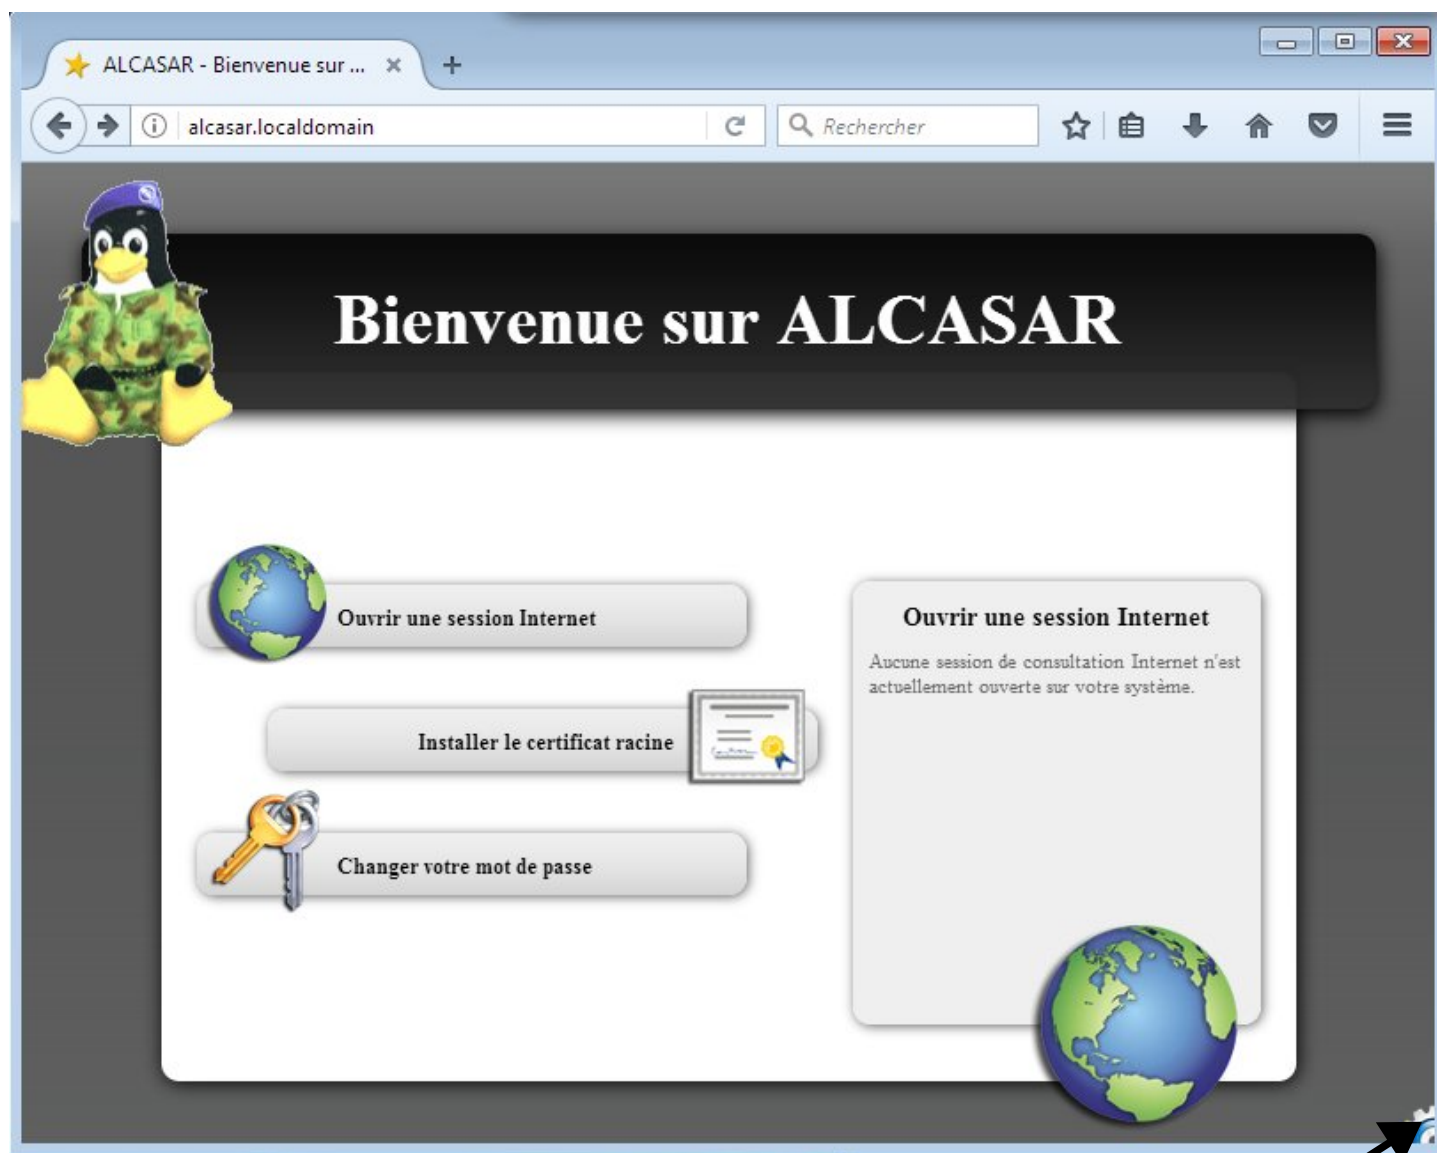 ALCASAR - Bienvenue sur ...
alcasar.localdomain
Rechercher
Bienvenue sur ALCASAR
Ouvrir une session Internet
Installer le certificat racine
Changer votre mot de passe
Ouvrir une session Internet
Aucune session de consultation Internet n'est
actuellement ouverte sur votre système.